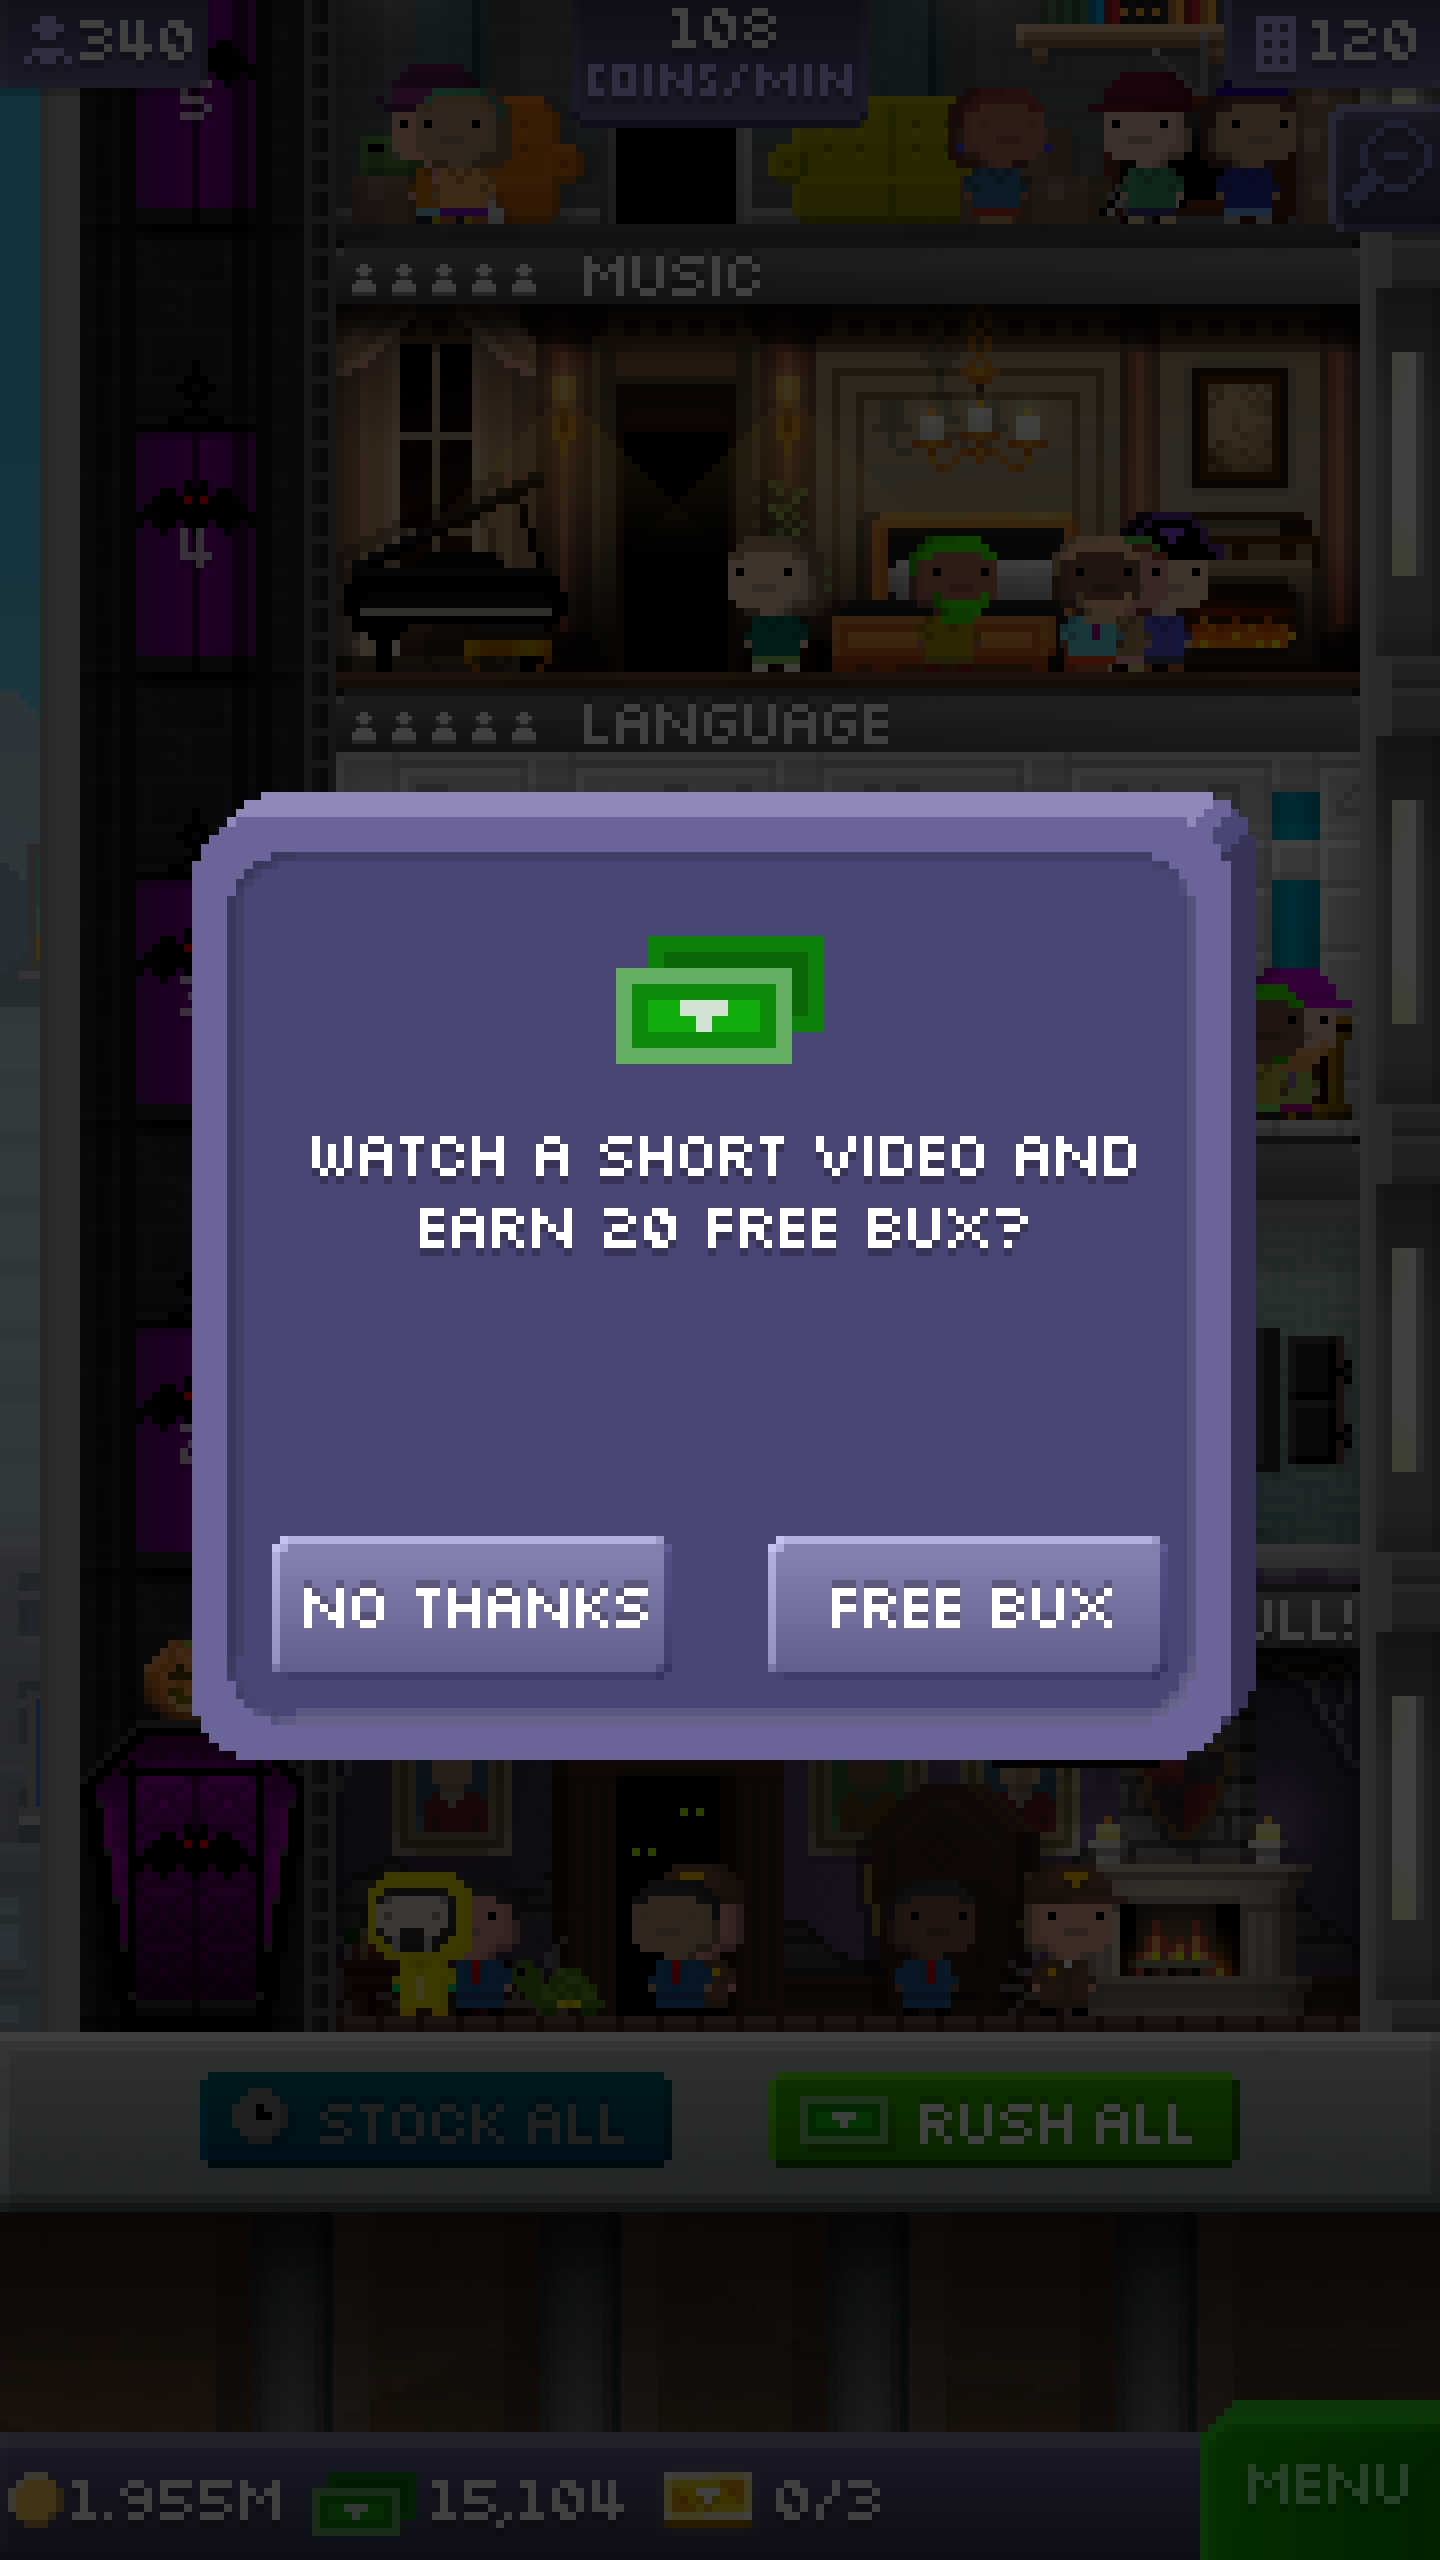 340
108
COINS/MIN
120
5
MUSIC
4
LANGUAGE
WATCH A SHORT VIDEO AND
EARN 20 FREE BUX?
NO THANKS
FREE BUX
STOCK ALL
RUSH ALL
1.955M
15,104
0/3
MENU